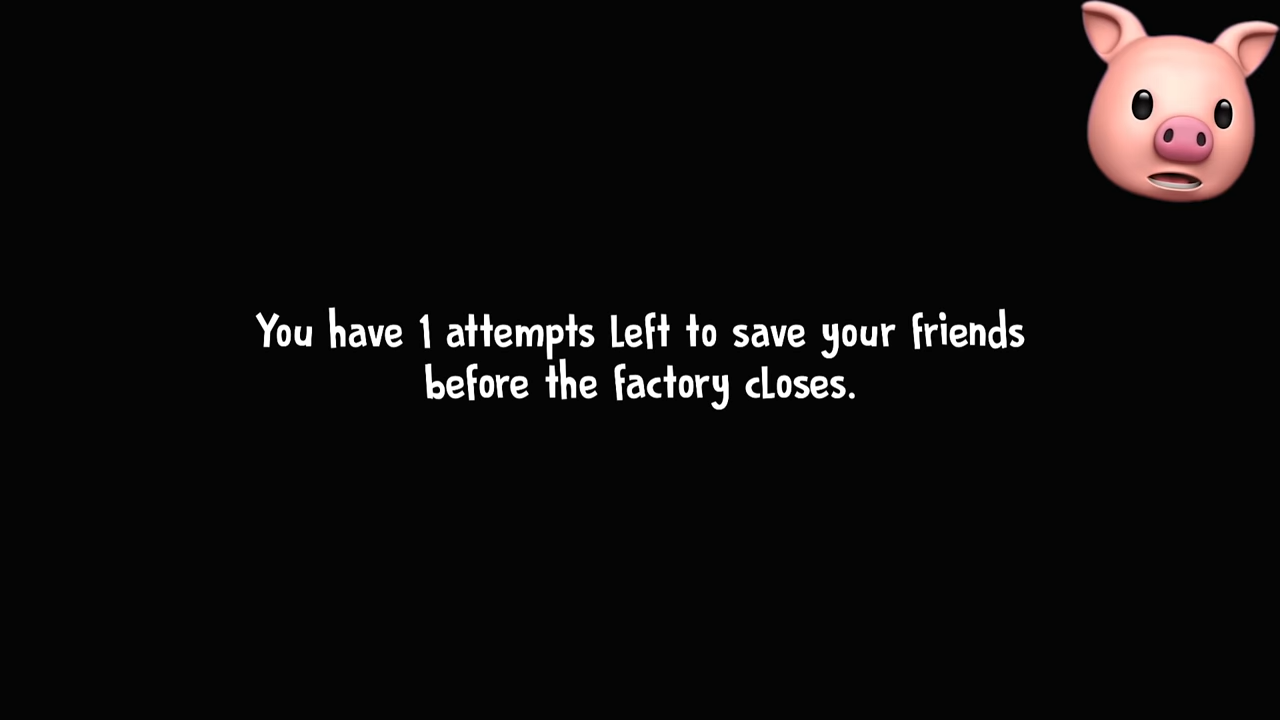 You have 1 attempts left to save your friends
before the factory closes.